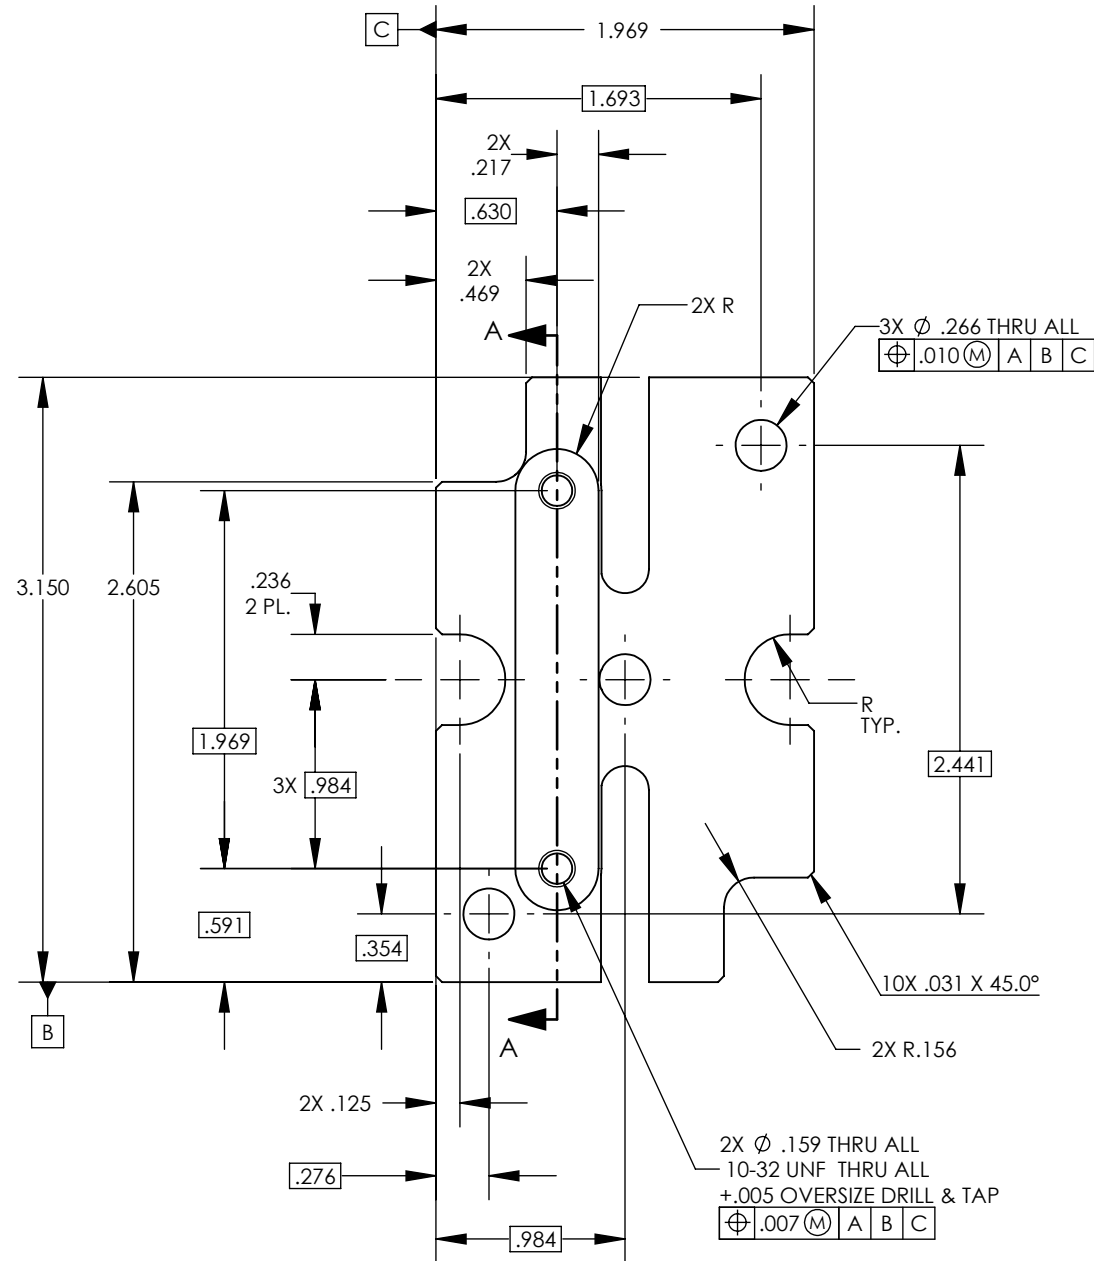 C
1.969
1.693
2X
.217
.630
2X
.469
2X R
A
3X Ø .266 THRU ALL
⌖ .010 Ⓜ A B C
3.150
2.605
.236
2 PL.
R
TYP.
1.969
2.441
3X .984
.591
.354
10X .031 X 45.0º
B
A
2X R.156
2X .125
2X Ø .159 THRU ALL
10-32 UNF THRU ALL
.276
+.005 OVERSIZE DRILL & TAP
⌖ .007 Ⓜ A B C
.984